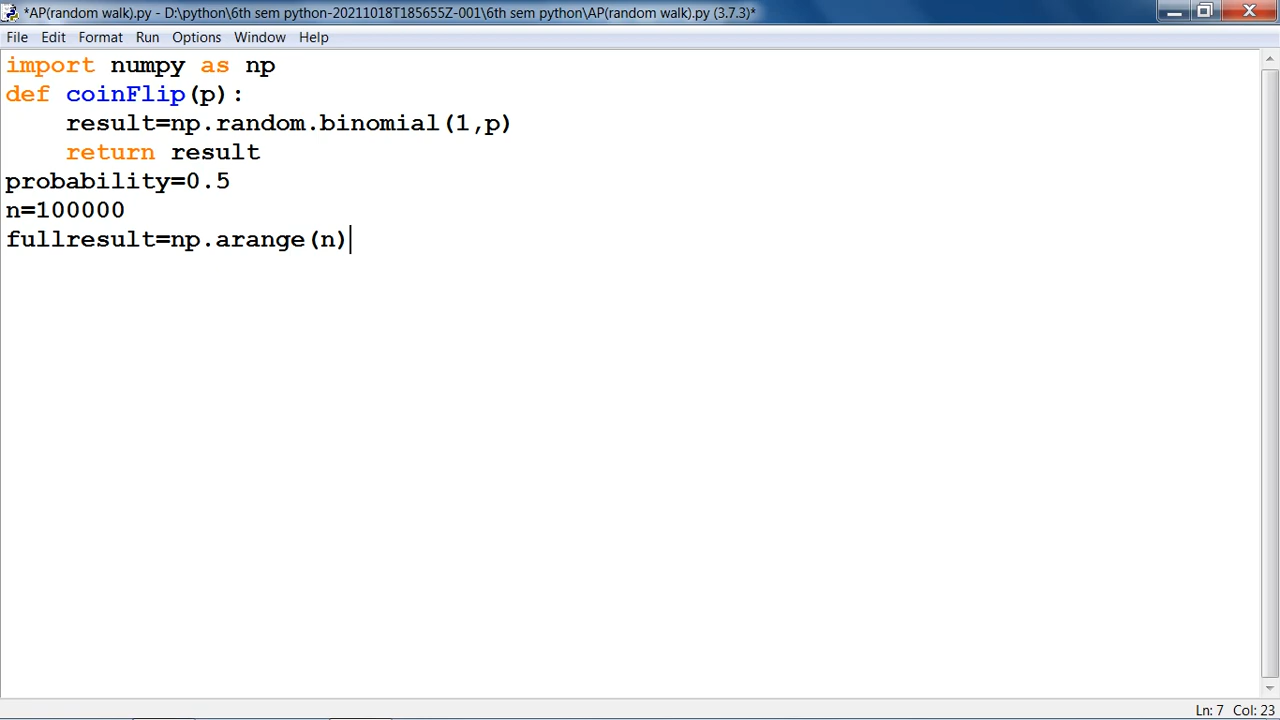 *AP(random walk).py - D:\python\6th sem python-20211018T185655Z-001\6th sem python\AP(random walk).py (3.7.3)*
File Edit Format Run Options Window Help
import numpy as np
def coinFlip(p):
    result=np.random.binomial(1,p)
    return result
probability=0.5
n=100000
fullresult=np.arange(n)
Ln: 7 Col: 23